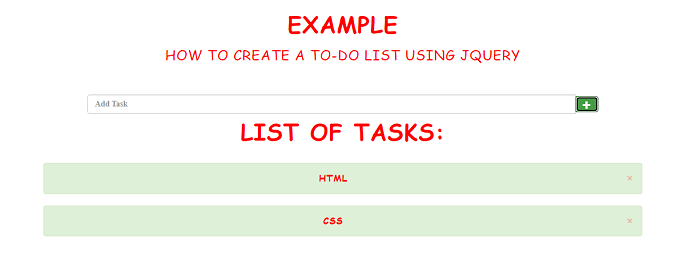 EXAMPLE
HOW TO CREATE A TO-DO LIST USING JQUERY
Add Task
+
LIST OF TASKS:
HTML ×
CSS ×